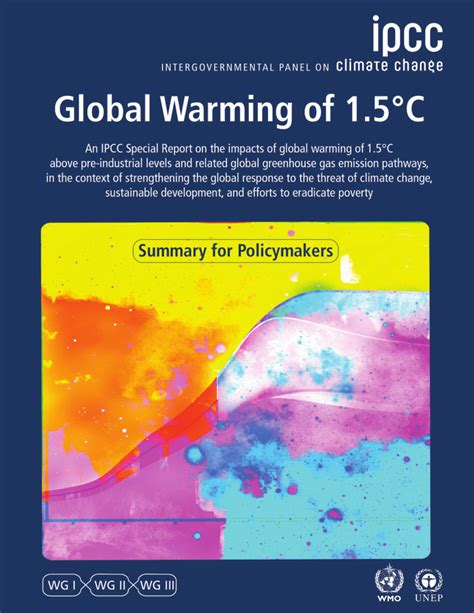 ipcc
INTERGOVERNMENTAL PANEL ON climate change
Global Warming of 1.5°C
An IPCC Special Report on the impacts of global warming of 1.5°C
above pre-industrial levels and related global greenhouse gas emission pathways,
in the context of strengthening the global response to the threat of climate change,
sustainable development, and efforts to eradicate poverty
Summary for Policymakers
WG I WG II WG III
WMO UNEP